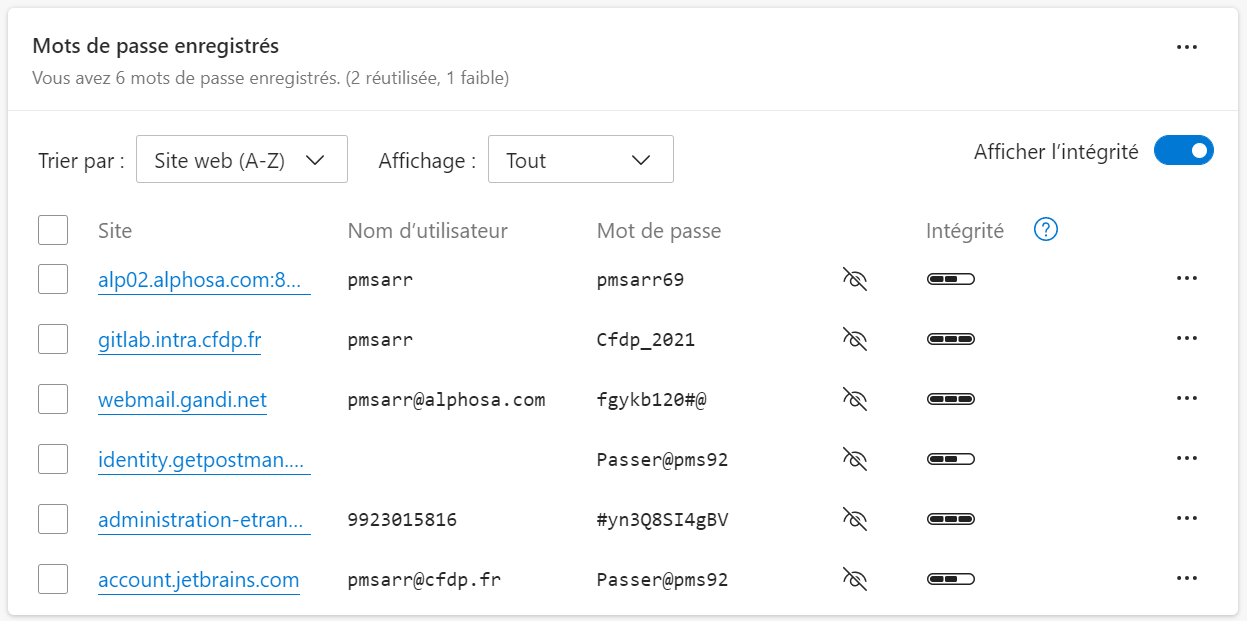 Mots de passe enregistrés
Vous avez 6 mots de passe enregistrés. (2 réutilisée, 1 faible)
Trier par : Site web (A-Z) Affichage : Tout Afficher l’intégrité
Site Nom d’utilisateur Mot de passe Intégrité ?
alp02.alphosa.com:8... pmsarr pmsarr69
gitlab.intra.cfdp.fr pmsarr Cfdp_2021
webmail.gandi.net pmsarr@alphosa.com fgykb120#@
identity.getpostman.... Passer@pms92
administration-etran... 9923015816 #yn3Q8SI4gBV
account.jetbrains.com pmsarr@cfdp.fr Passer@pms92